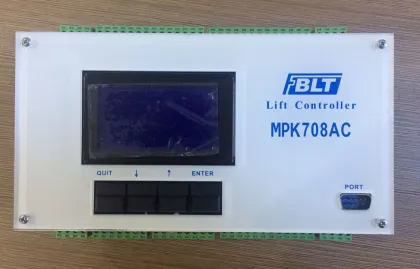 BLT
Lift Controller
MPK708AC
QUIT ↓ ↑ ENTER
PORT